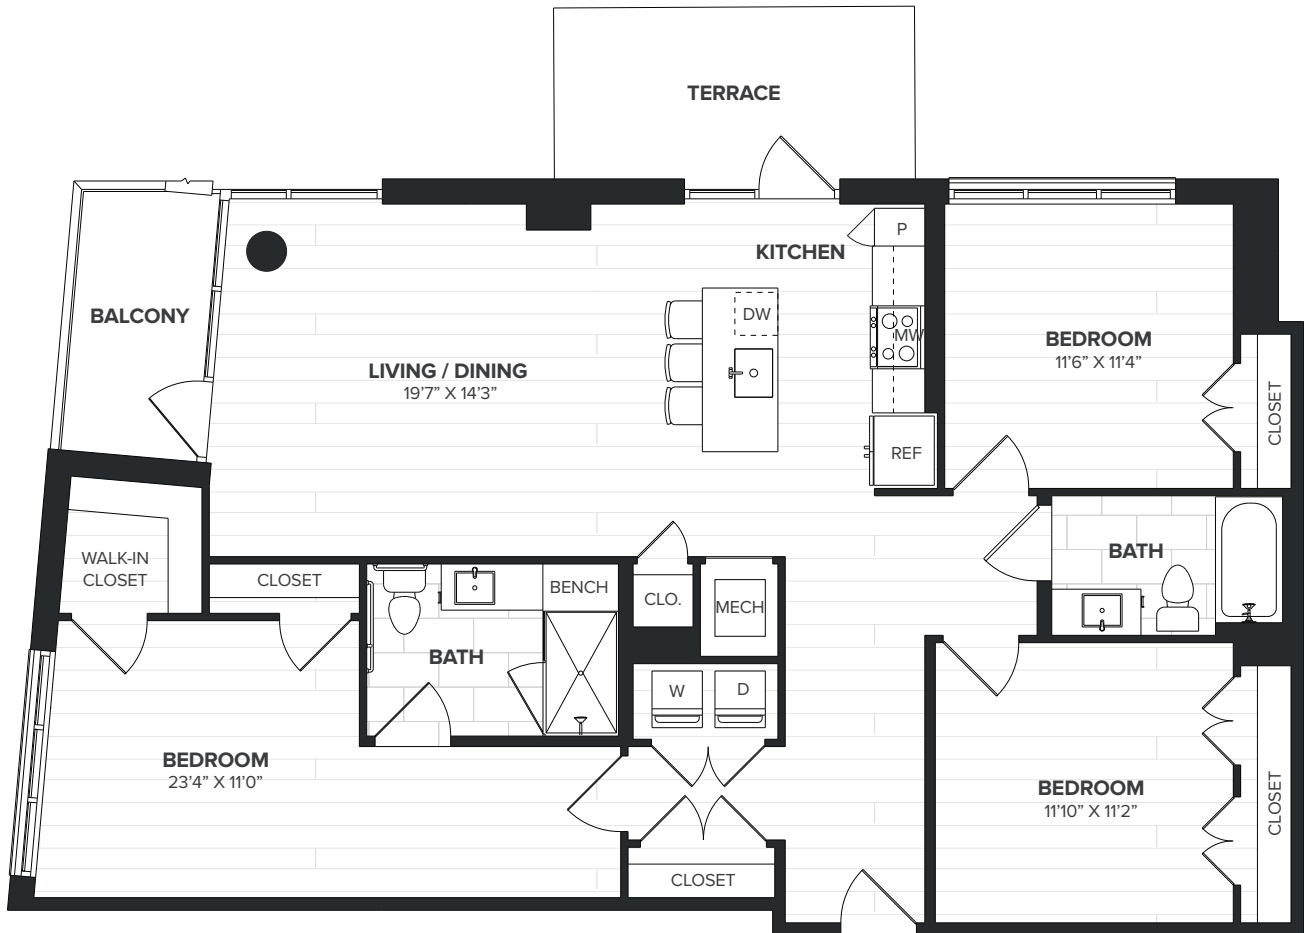 TERRACE
P
KITCHEN
BALCONY
DW
MW
BEDROOM
11'6” X 11'4”
LIVING / DINING
19'7” X 14'3”
CLOSET
REF
WALK-IN
CLOSET
CLOSET
BENCH
CLO.
MECH
BATH
BATH
W
D
BEDROOM
23'4” X 11'0”
BEDROOM
11'10” X 11'2”
CLOSET
CLOSET